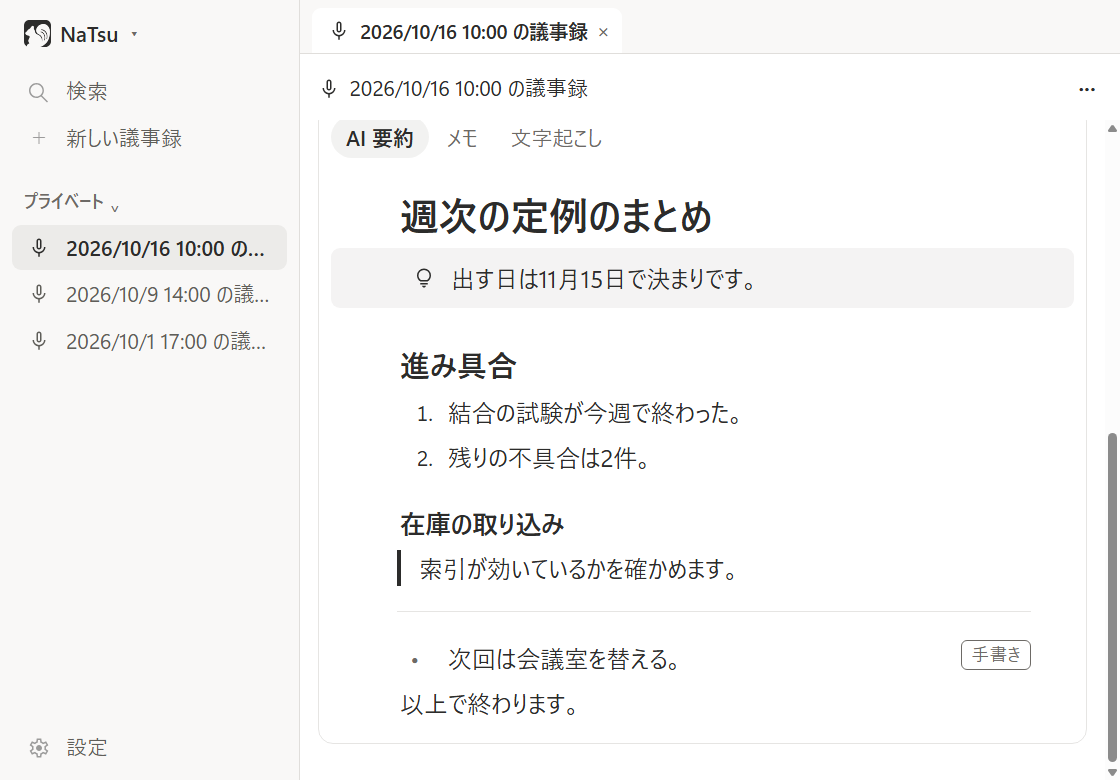 NaTsu
検索
新しい議事録
プライベート
2026/10/16 10:00 の...
2026/10/9 14:00 の議...
2026/10/1 17:00 の議...
設定
2026/10/16 10:00 の議事録 ×
2026/10/16 10:00 の議事録
AI 要約 メモ 文字起こし
週次の定例のまとめ
出す日は11月15日で決まりです。
進み具合
1. 結合の試験が今週で終わった。
2. 残りの不具合は2件。
在庫の取り込み
索引が効いているかを確かめます。
• 次回は会議室を替える。 手書き
以上で終わります。